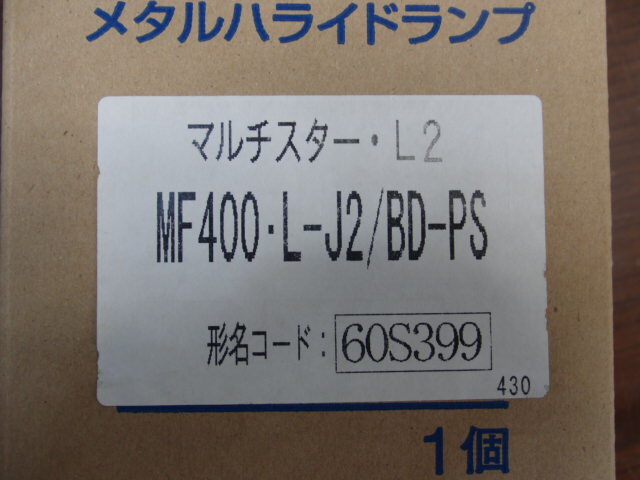 メタルハライドランプ
マルチスター・L2
MF400・L-J2/BD-PS
形名コード：60S399
430
1個